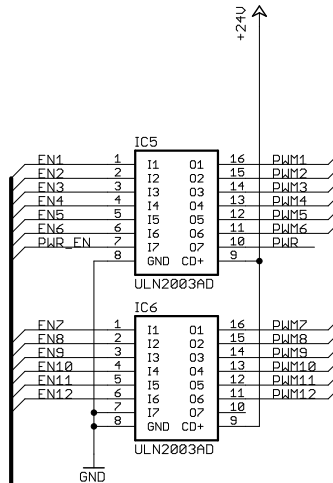 +24V
IC5
EN1 1 I1 O1 16 PWM1
EN2 2 I2 O2 15 PWM2
EN3 3 I3 O3 14 PWM3
EN4 4 I4 O4 13 PWM4
EN5 5 I5 O5 12 PWM5
EN6 6 I6 O6 11 PWM6
PWR_EN 7 I7 O7 10 PWR
8 GND CD+ 9
ULN2003AD
IC6
EN7 1 I1 O1 16 PWM7
EN8 2 I2 O2 15 PWM8
EN9 3 I3 O3 14 PWM9
EN10 4 I4 O4 13 PWM10
EN11 5 I5 O5 12 PWM11
EN12 6 I6 O6 11 PWM12
7 I7 O7 10
8 GND CD+ 9
ULN2003AD
GND